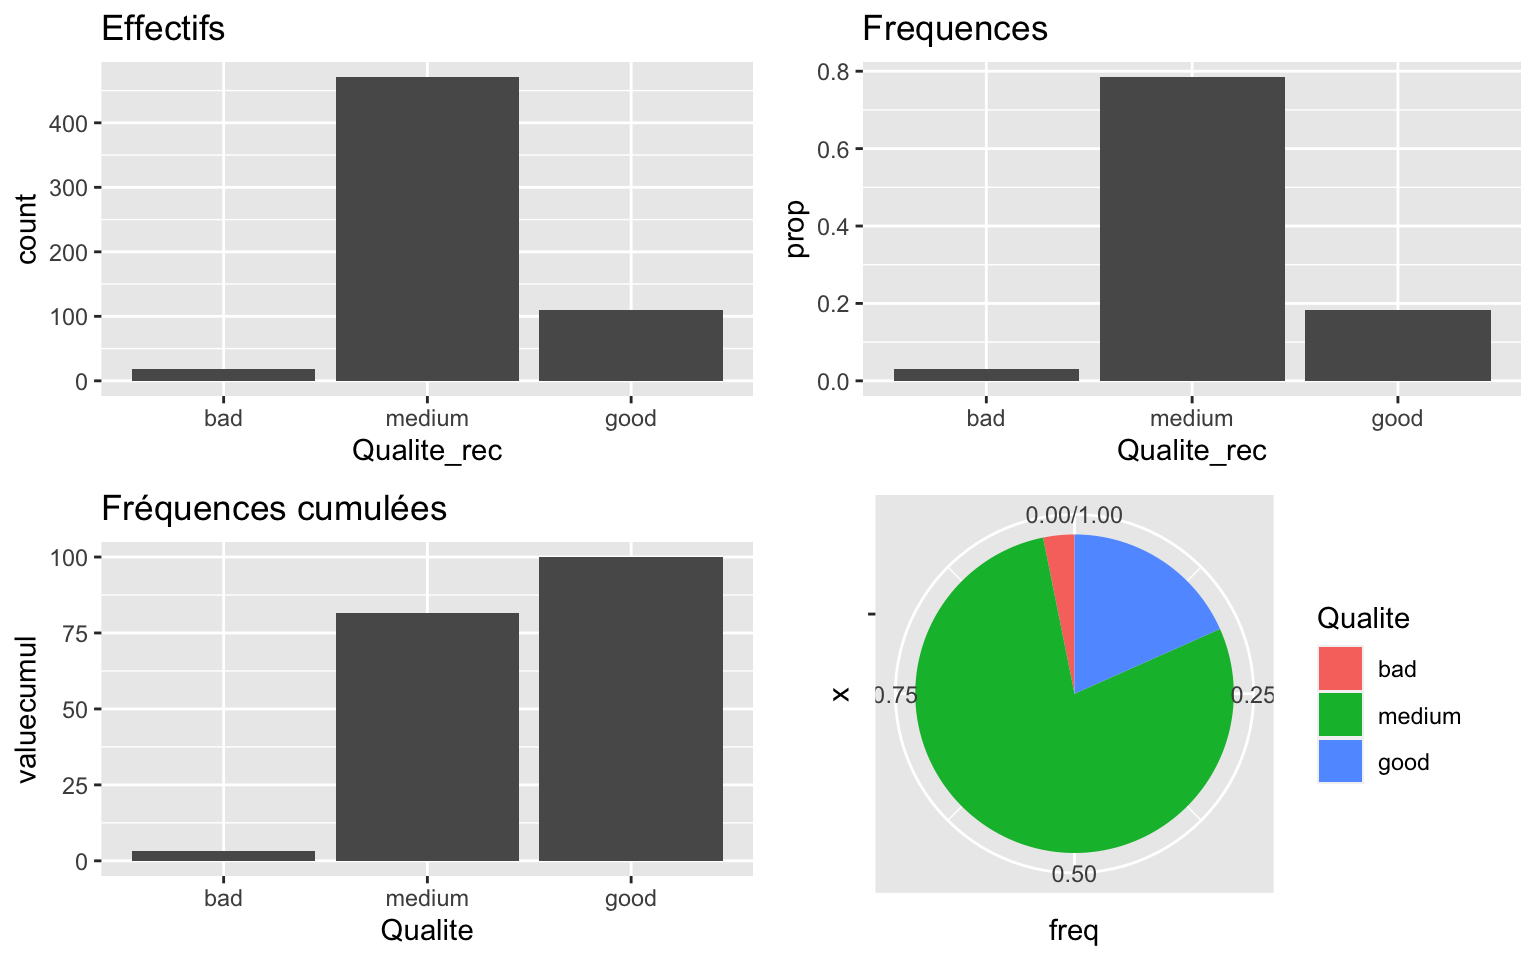 Effectifs
count
400
300
200
100
0
bad medium good
Qualite_rec
Frequences
prop
0.8
0.6
0.4
0.2
0.0
bad medium good
Qualite_rec
Fréquences cumulées
valuecumul
100
75
50
25
0
bad medium good
Qualite
0.00/1.00
x
0.75
0.25
0.50
freq
Qualite
bad
medium
good